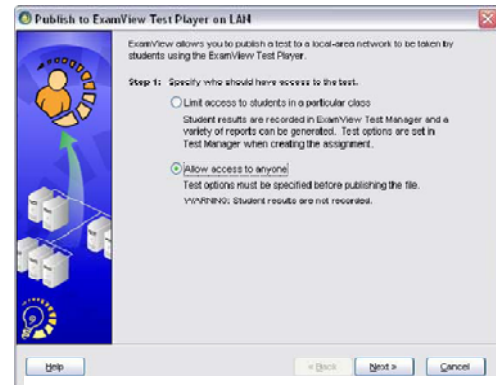 Publish to ExamView Test Player on LAN
ExamView allows you to publish a test to a local-area network to be taken by
students using the ExamView Test Player.
Step 1: Specify who should have access to the test.
Limit access to students in a particular class
Student results are recorded in ExamView Test Manager and a
variety of reports can be generated. Test options are set in
Test Manager when creating the assignment.
Allow access to anyone
Test options must be specified before publishing the file.
WARNING: Student results are not recorded.
Help
< Back
Next >
Cancel